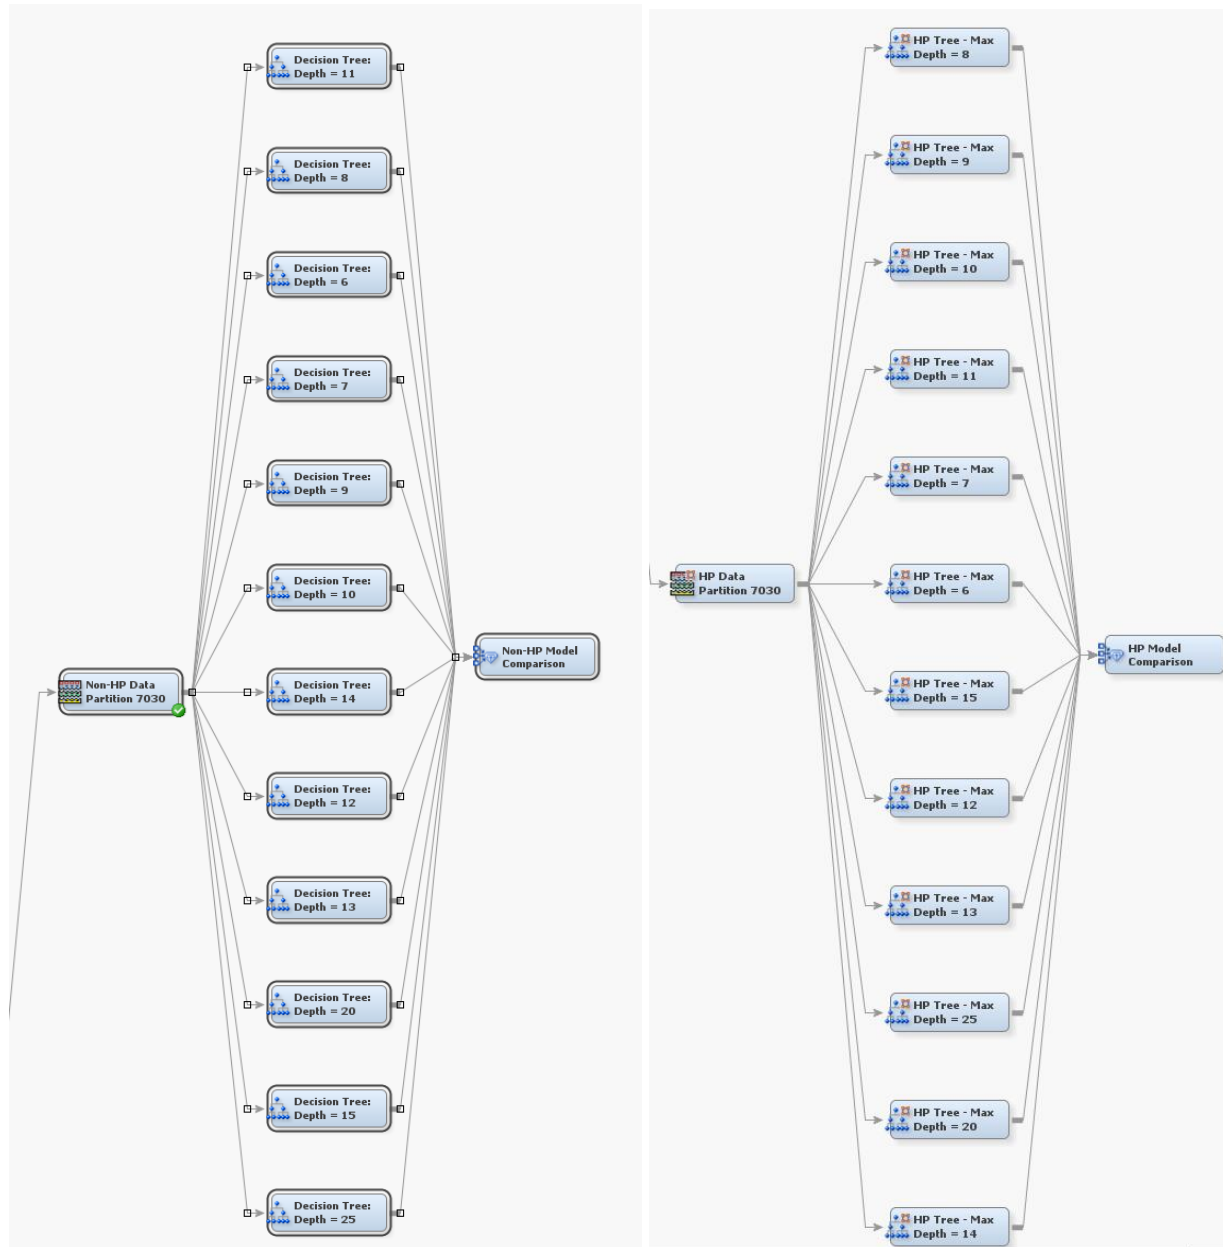 Decision Tree:
Depth = 11
Decision Tree:
Depth = 8
Decision Tree:
Depth = 6
Decision Tree:
Depth = 7
Decision Tree:
Depth = 9
Decision Tree:
Depth = 10
Non-HP Data
Partition 7030
Decision Tree:
Depth = 14
Non-HP Model
Comparison
Decision Tree:
Depth = 12
Decision Tree:
Depth = 13
Decision Tree:
Depth = 20
Decision Tree:
Depth = 15
Decision Tree:
Depth = 25
HP Tree - Max
Depth = 8
HP Tree - Max
Depth = 9
HP Tree - Max
Depth = 10
HP Tree - Max
Depth = 11
HP Tree - Max
Depth = 7
HP Data
Partition 7030
HP Tree - Max
Depth = 6
HP Model
Comparison
HP Tree - Max
Depth = 15
HP Tree - Max
Depth = 12
HP Tree - Max
Depth = 13
HP Tree - Max
Depth = 25
HP Tree - Max
Depth = 20
HP Tree - Max
Depth = 14